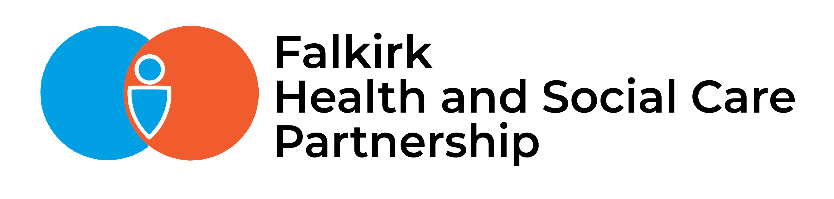 Falkirk
Health and Social Care
Partnership